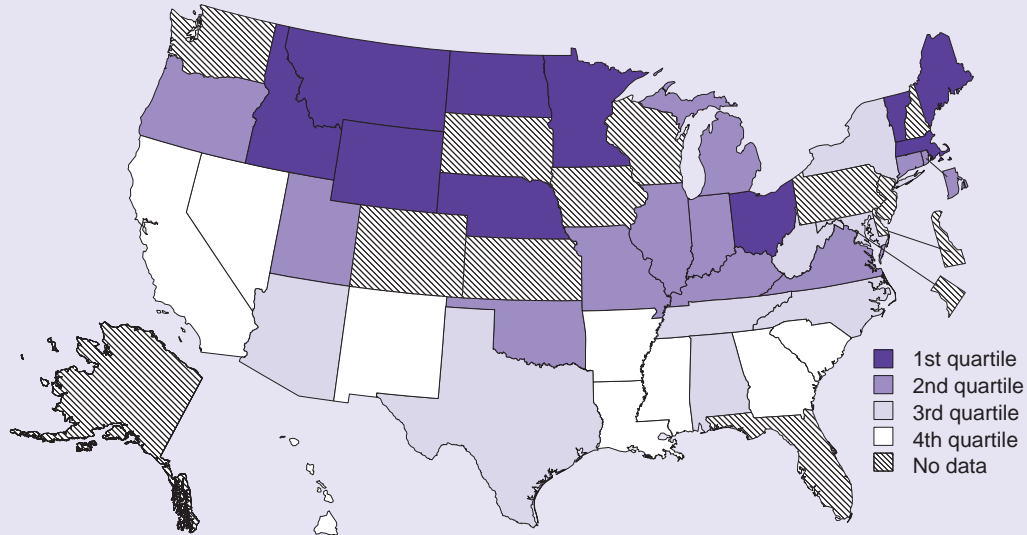 1st quartile
2nd quartile
3rd quartile
4th quartile
No data